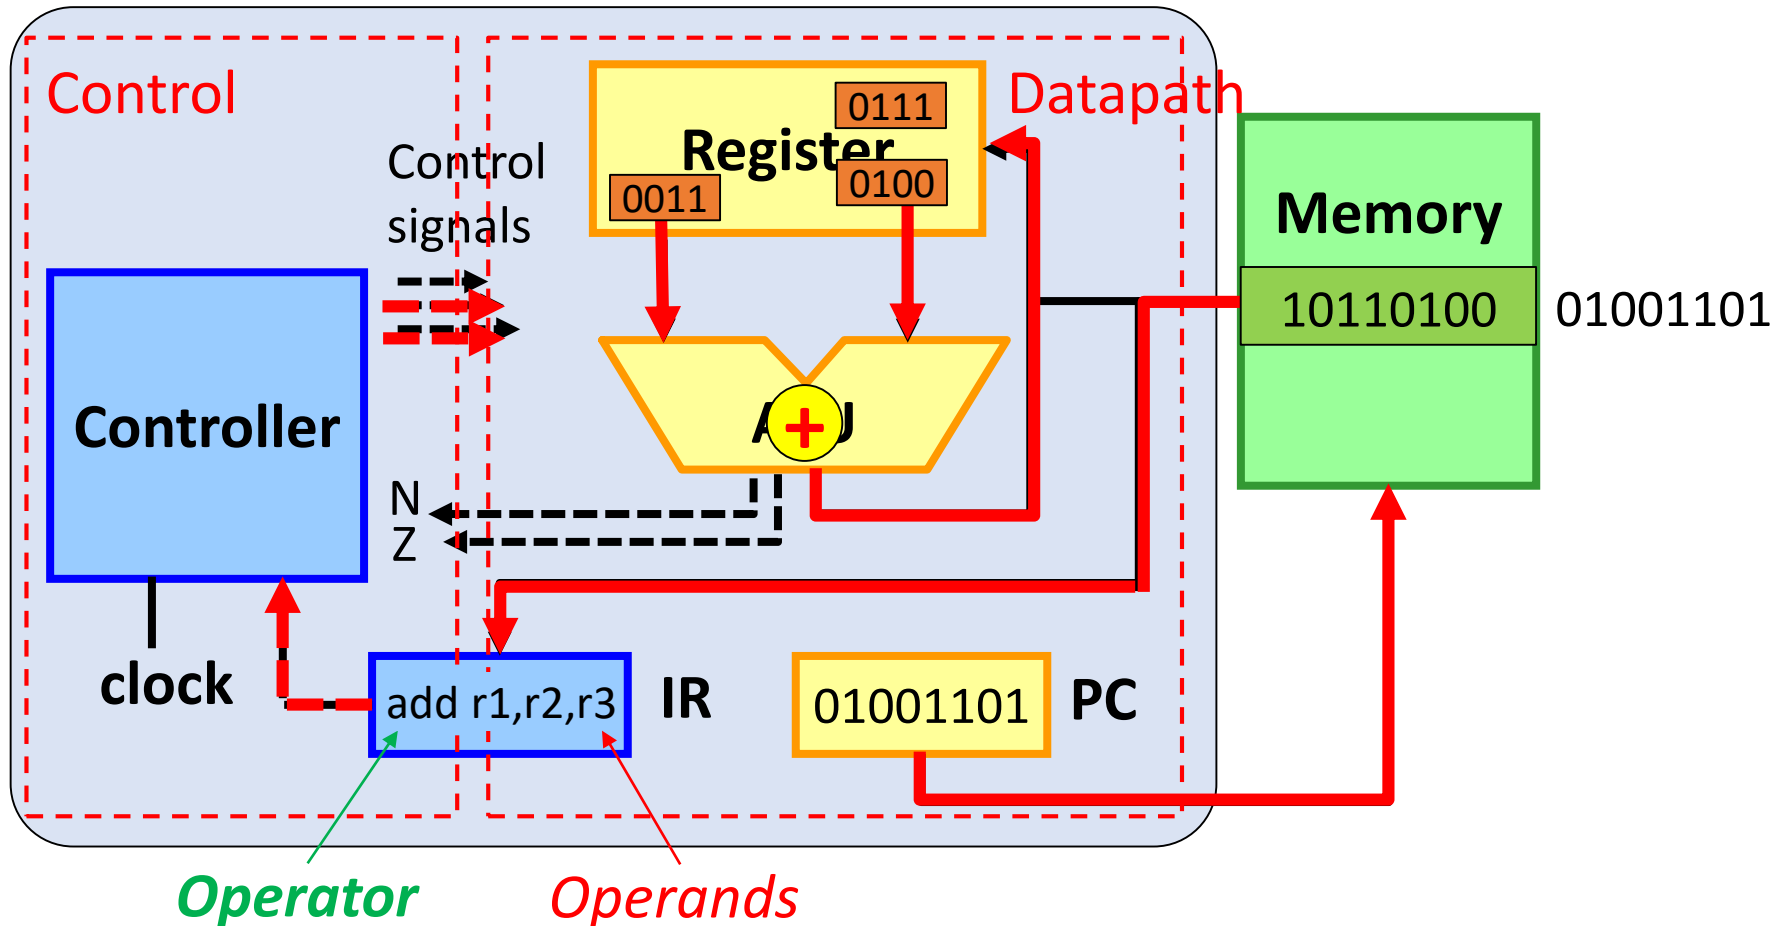 Control
Datapath
0111
Register
0100
0011
Control
signals
Memory
10110100
01001101
Controller
+
N
Z
clock
add r1,r2,r3
IR
01001101
PC
Operator
Operands